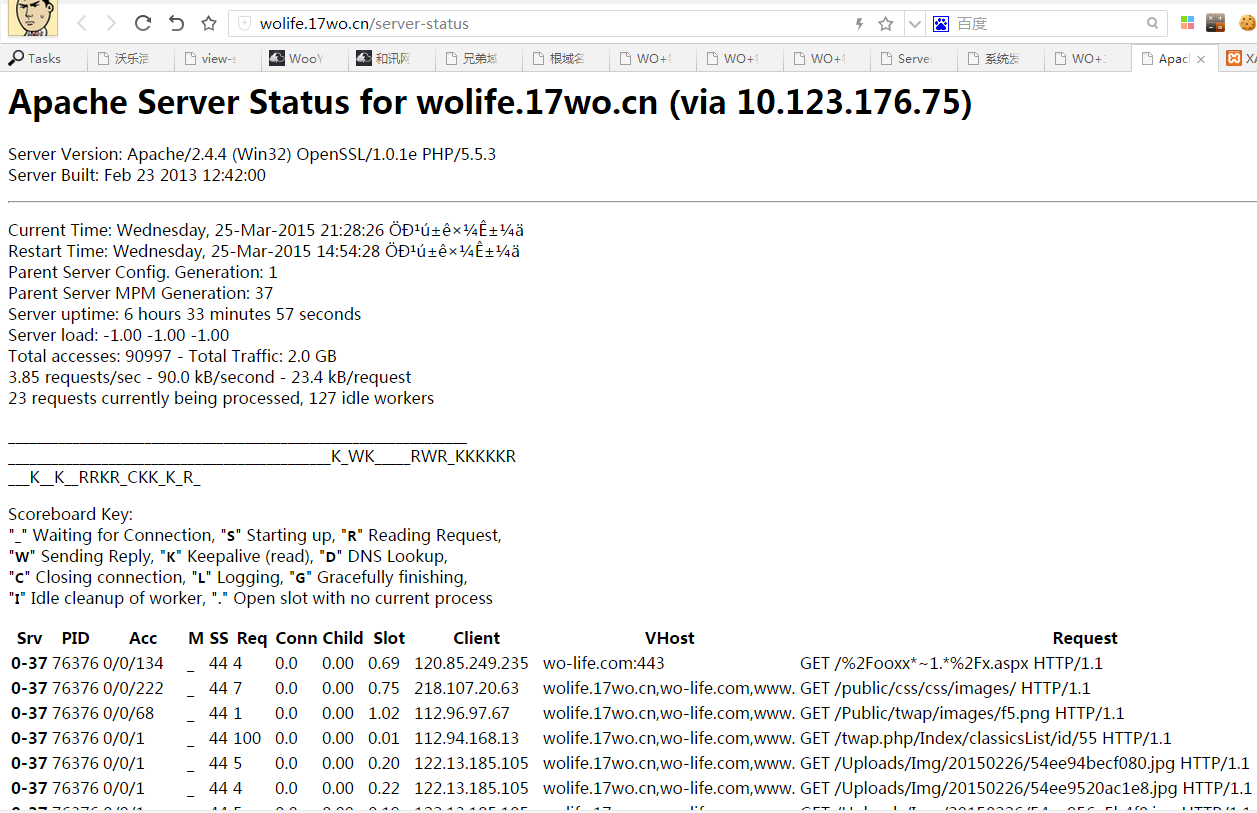 wolife.17wo.cn/server-status
百度
Tasks
沃乐活
view-s
WooY
和讯网
兄弟域
根域名
WO+1
WO+1
WO+1
Server
系统发
WO+
Apac
XA
Apache Server Status for wolife.17wo.cn (via 10.123.176.75)
Server Version: Apache/2.4.4 (Win32) OpenSSL/1.0.1e PHP/5.5.3
Server Built: Feb 23 2013 12:42:00
Current Time: Wednesday, 25-Mar-2015 21:28:26 ÖÐ¹ú±ê×¼Ê±¼ä
Restart Time: Wednesday, 25-Mar-2015 14:54:28 ÖÐ¹ú±ê×¼Ê±¼ä
Parent Server Config. Generation: 1
Parent Server MPM Generation: 37
Server uptime: 6 hours 33 minutes 57 seconds
Server load: -1.00 -1.00 -1.00
Total accesses: 90997 - Total Traffic: 2.0 GB
3.85 requests/sec - 90.0 kB/second - 23.4 kB/request
23 requests currently being processed, 127 idle workers
________________________________________________________________
_____________________________________________K_WK_____RWR_KKKKKR
___K__K__RRKR_CKK_K_R_
Scoreboard Key:
"_" Waiting for Connection, "S" Starting up, "R" Reading Request,
"W" Sending Reply, "K" Keepalive (read), "D" DNS Lookup,
"C" Closing connection, "L" Logging, "G" Gracefully finishing,
"I" Idle cleanup of worker, "." Open slot with no current process
Srv PID Acc M SS Req Conn Child Slot Client VHost Request
0-37 76376 0/0/134 _ 44 4 0.0 0.00 0.69 120.85.249.235 wo-life.com:443 GET /%2Fooxx*~1.*%2Fx.aspx HTTP/1.1
0-37 76376 0/0/222 _ 44 7 0.0 0.00 0.75 218.107.20.63 wolife.17wo.cn,wo-life.com,www. GET /public/css/css/images/ HTTP/1.1
0-37 76376 0/0/68 _ 44 1 0.0 0.00 1.02 112.96.97.67 wolife.17wo.cn,wo-life.com,www. GET /Public/twap/images/f5.png HTTP/1.1
0-37 76376 0/0/1 _ 44 100 0.0 0.00 0.01 112.94.168.13 wolife.17wo.cn,wo-life.com,www. GET /twap.php/Index/classicsList/id/55 HTTP/1.1
0-37 76376 0/0/1 _ 44 5 0.0 0.00 0.20 122.13.185.105 wolife.17wo.cn,wo-life.com,www. GET /Uploads/Img/20150226/54ee94becf080.jpg HTTP/1.1
0-37 76376 0/0/1 _ 44 4 0.0 0.00 0.22 122.13.185.105 wolife.17wo.cn,wo-life.com,www. GET /Uploads/Img/20150226/54ee9520ac1e8.jpg HTTP/1.1